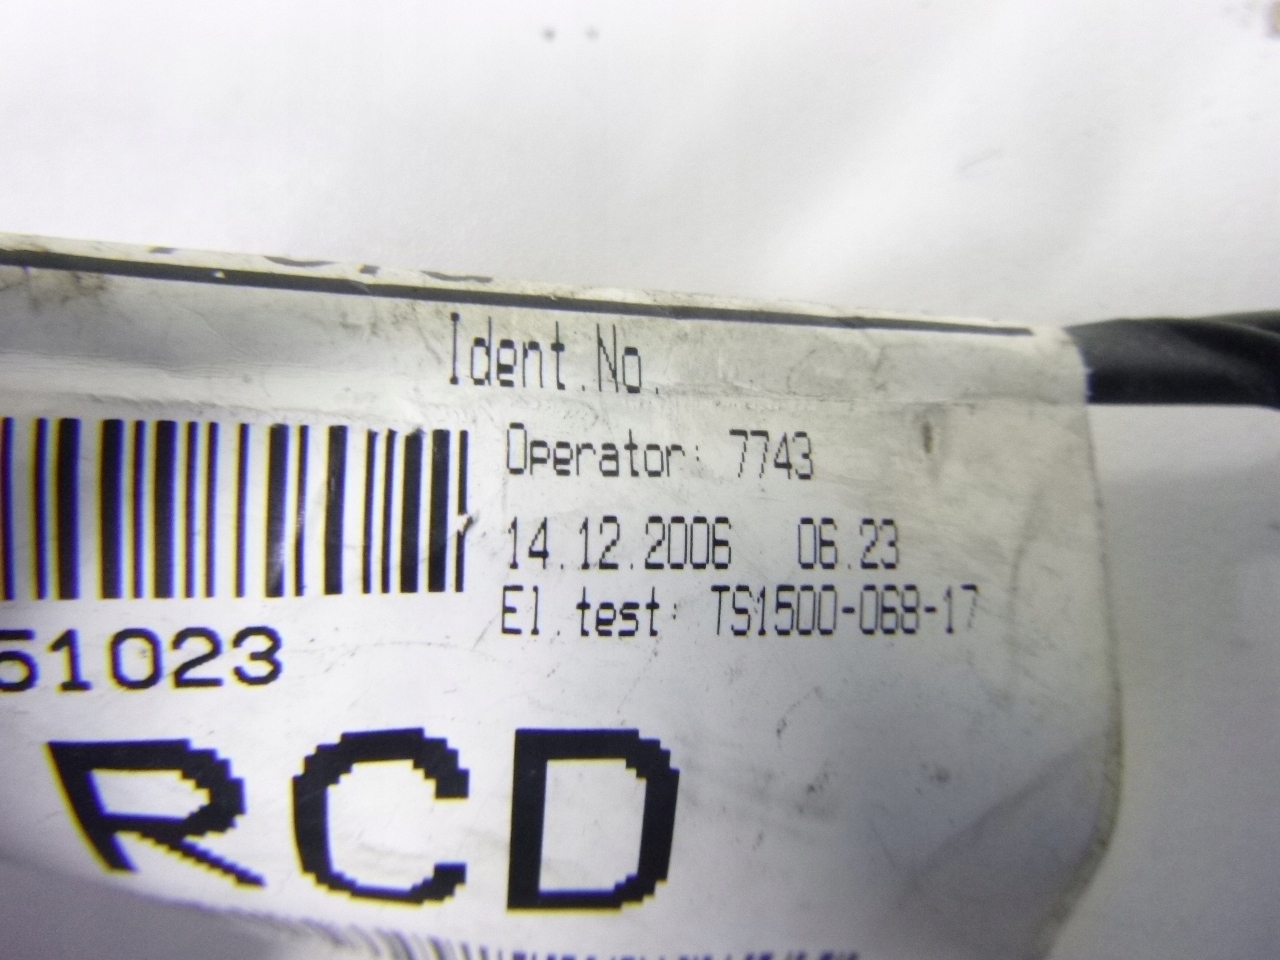 Ident.No.
Operator: 7743
14.12.2006 06.23
El.test: TS1500-068-17
51023
RCD